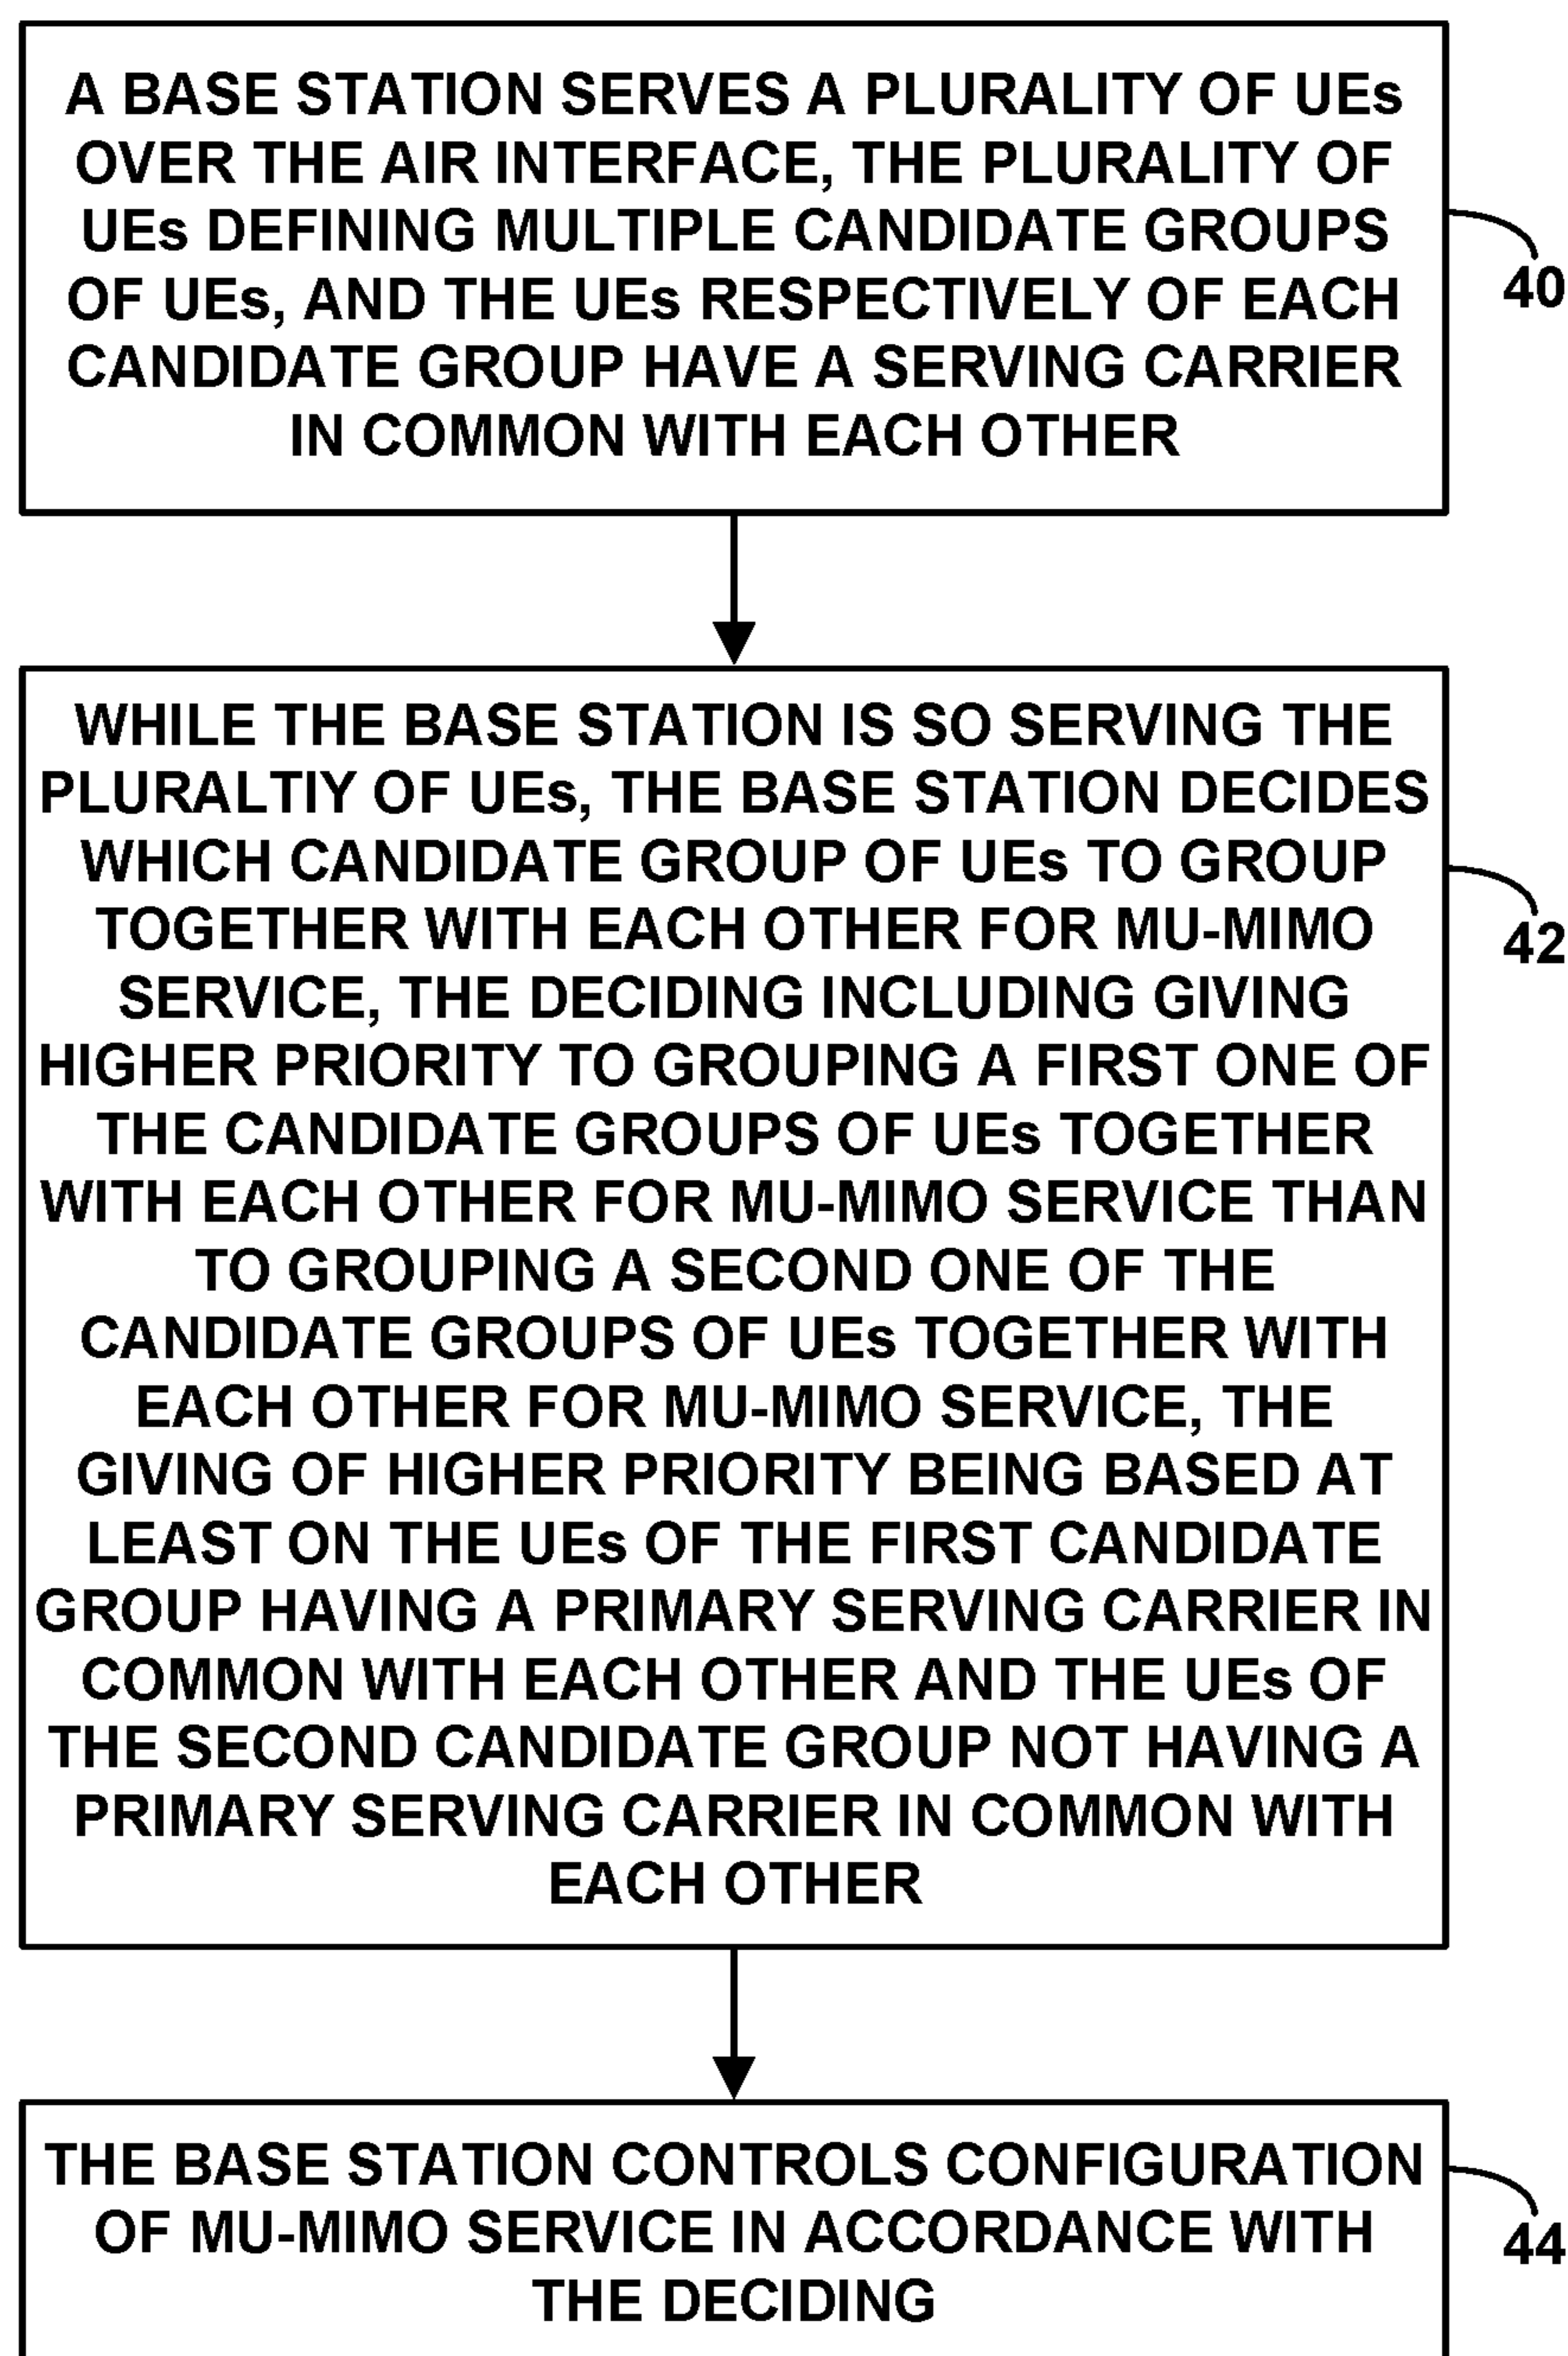 A BASE STATION SERVES A PLURALITY OF UEs
OVER THE AIR INTERFACE, THE PLURALITY OF
UEs DEFINING MULTIPLE CANDIDATE GROUPS
OF UEs, AND THE UEs RESPECTIVELY OF EACH
CANDIDATE GROUP HAVE A SERVING CARRIER
IN COMMON WITH EACH OTHER
40
WHILE THE BASE STATION IS SO SERVING THE
PLURALTIY OF UEs, THE BASE STATION DECIDES
WHICH CANDIDATE GROUP OF UEs TO GROUP
TOGETHER WITH EACH OTHER FOR MU-MIMO
SERVICE, THE DECIDING INCLUDING GIVING
HIGHER PRIORITY TO GROUPING A FIRST ONE OF
THE CANDIDATE GROUPS OF UEs TOGETHER
WITH EACH OTHER FOR MU-MIMO SERVICE THAN
TO GROUPING A SECOND ONE OF THE
CANDIDATE GROUPS OF UEs TOGETHER WITH
EACH OTHER FOR MU-MIMO SERVICE, THE
GIVING OF HIGHER PRIORITY BEING BASED AT
LEAST ON THE UEs OF THE FIRST CANDIDATE
GROUP HAVING A PRIMARY SERVING CARRIER IN
COMMON WITH EACH OTHER AND THE UEs OF
THE SECOND CANDIDATE GROUP NOT HAVING A
PRIMARY SERVING CARRIER IN COMMON WITH
EACH OTHER
42
THE BASE STATION CONTROLS CONFIGURATION
OF MU-MIMO SERVICE IN ACCORDANCE WITH
THE DECIDING
44